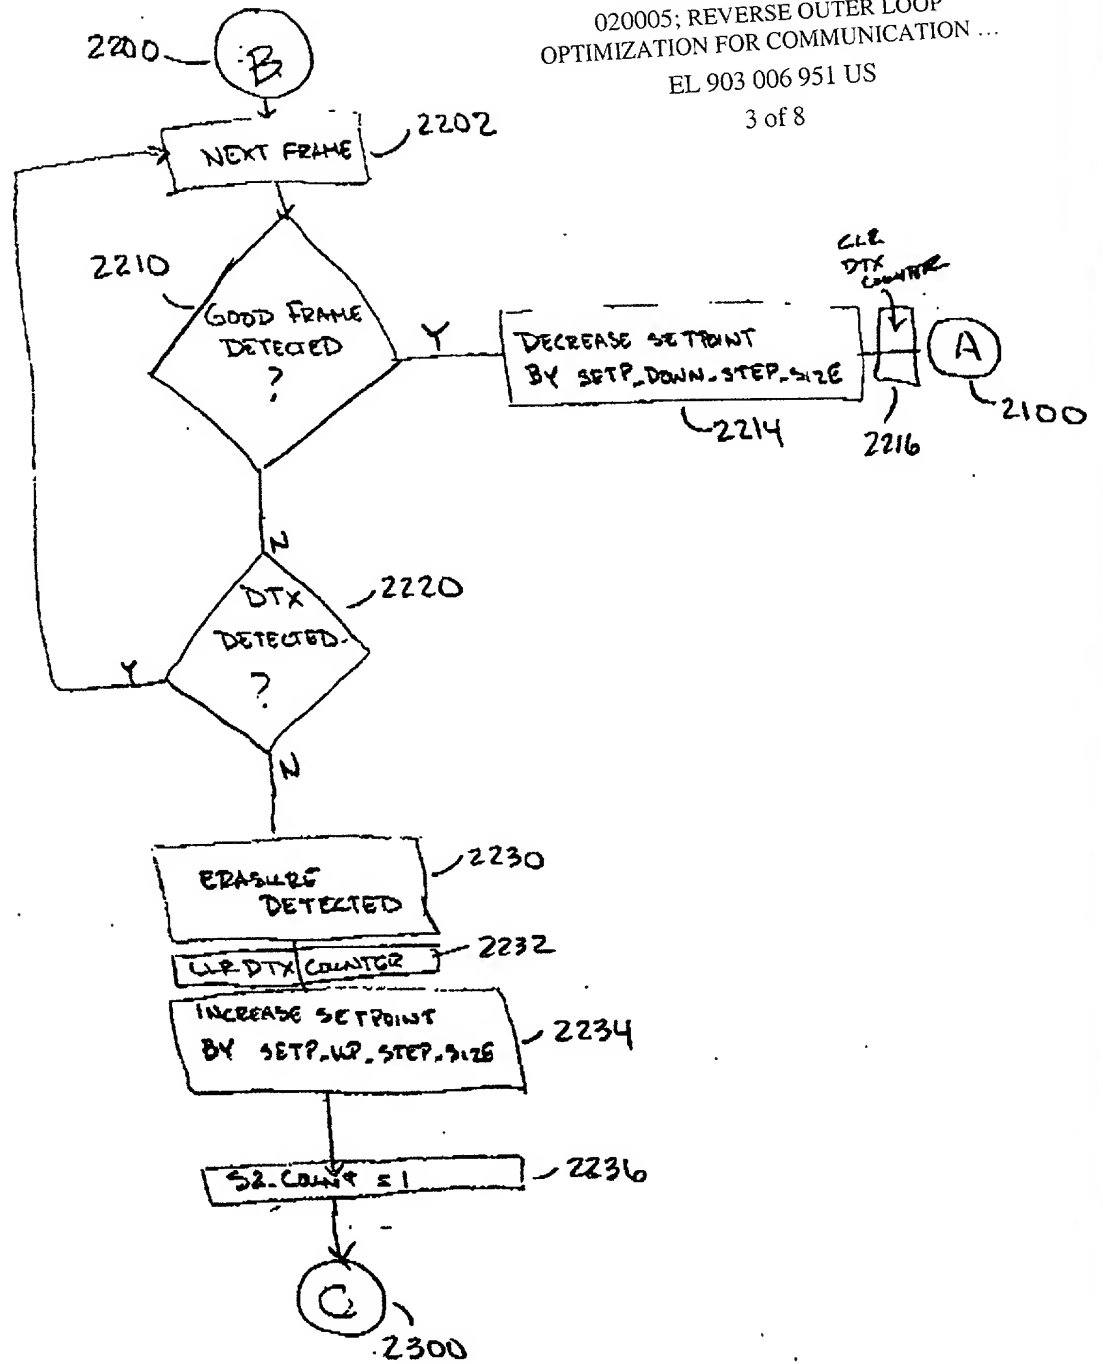 020005; REVERSE OUTER LOOP
OPTIMIZATION FOR COMMUNICATION ...
EL 903 006 951 US
3 of 8
2200
B
2202
NEXT FRAME
2210
GOOD FRAME
DETECTED
?
Y
DECREASE SETPOINT
BY SETP_DOWN_STEP_SIZE
2214
CLR
DTX
COUNTER
2216
A
2100
N
DTX
DETECTED
?
2220
Y
N
ERASURE
DETECTED
2230
CLR DTX COUNTER
2232
INCREASE SETPOINT
BY SETP_UP_STEP_SIZE
2234
S2_COUNT = 1
2236
C
2300